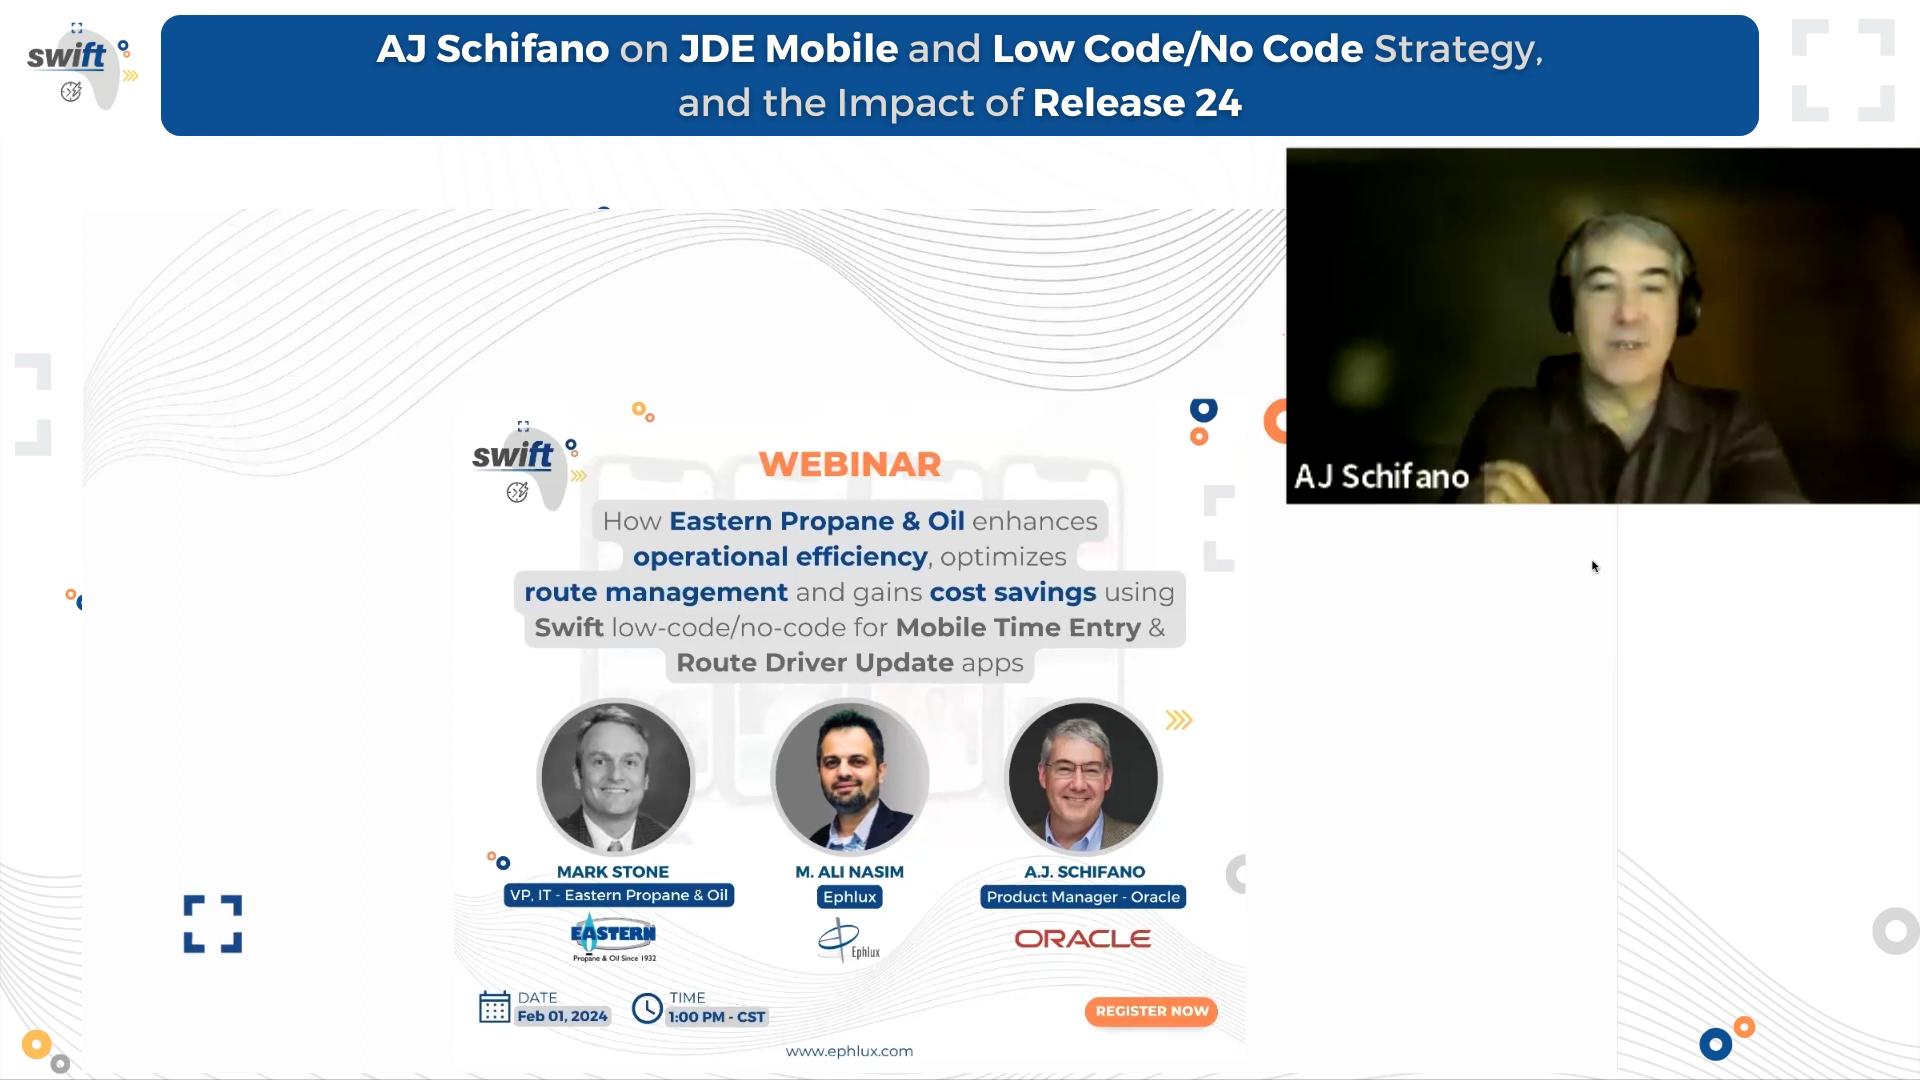 swift
AJ Schifano on JDE Mobile and Low Code/No Code Strategy,
and the Impact of Release 24
AJ Schifano
swift
WEBINAR
How Eastern Propane & Oil enhances
operational efficiency, optimizes
route management and gains cost savings using
Swift low-code/no-code for Mobile Time Entry &
Route Driver Update apps
MARK STONE
VP, IT - Eastern Propane & Oil
EASTERN
Propane & Oil Since 1932
M. ALI NASIM
Ephlux
Ephlux
A.J. SCHIFANO
Product Manager - Oracle
ORACLE
DATE
Feb 01, 2024
TIME
1:00 PM - CST
REGISTER NOW
www.ephlux.com